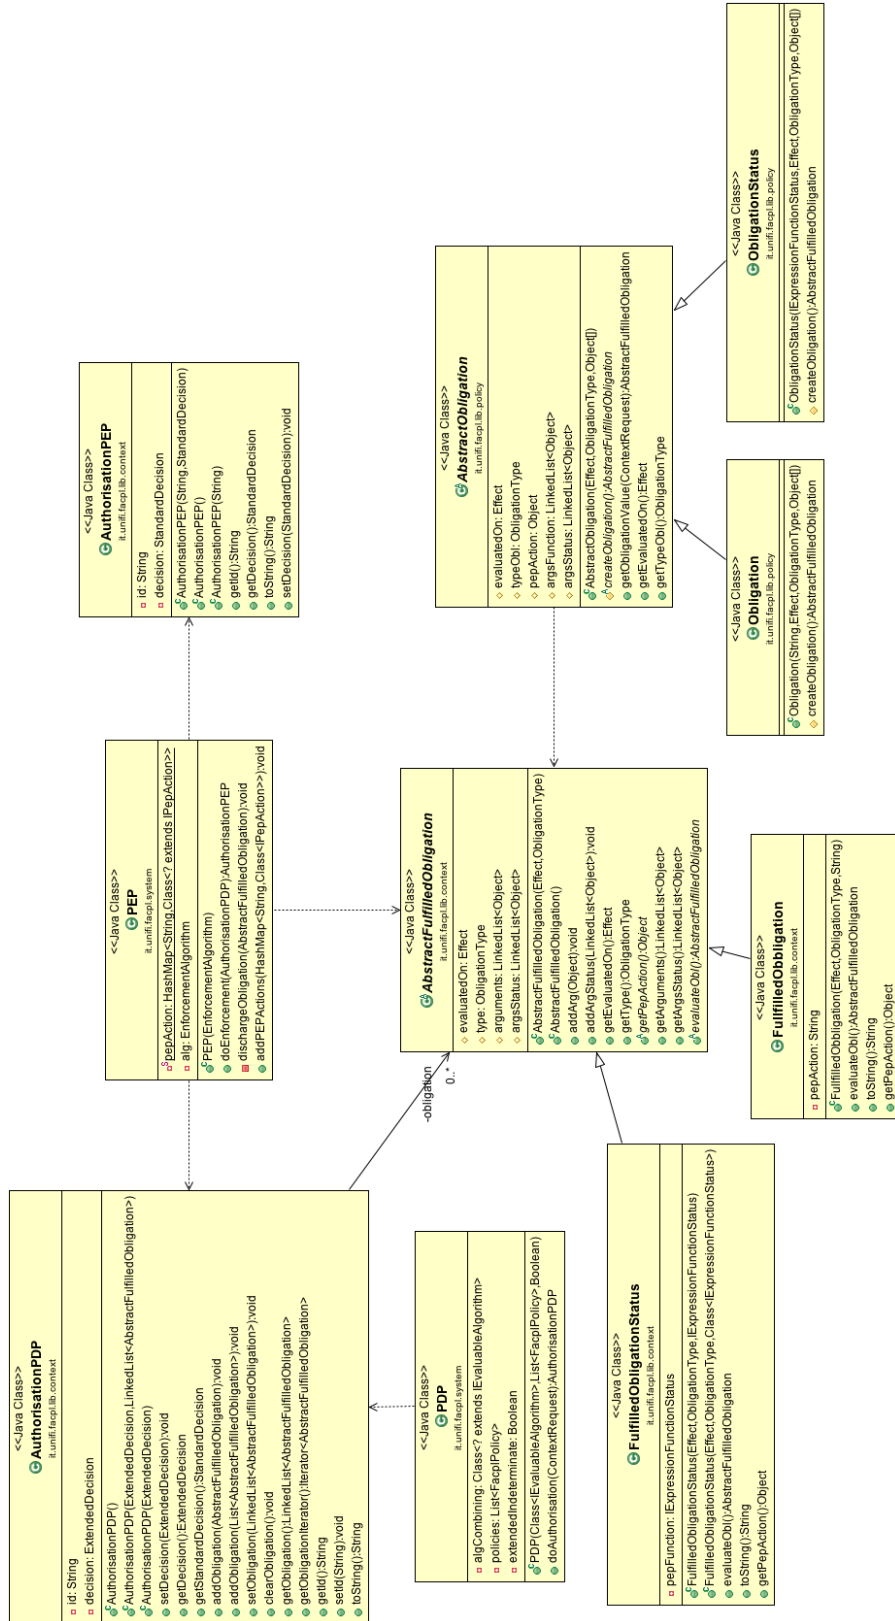 <<Java Class>>
AuthorisationPDP
it.unifi.facpl.lib.context
id: String
decision: ExtendedDecision
AuthorisationPDP()
AuthorisationPDP(ExtendedDecision,LinkedList<AbstractFulfilledObligation>)
AuthorisationPDP(ExtendedDecision)
setDecision(ExtendedDecision):void
getDecision():ExtendedDecision
getStandardDecision():StandardDecision
addObligation(AbstractFulfilledObligation):void
addObligation(List<AbstractFulfilledObligation>):void
setObligation(LinkedList<AbstractFulfilledObligation>):void
clearObligation():void
getObligation():LinkedList<AbstractFulfilledObligation>
getObligationIterator():Iterator<AbstractFulfilledObligation>
getId():String
setId(String):void
toString():String
<<Java Class>>
PEP
it.unifi.facpl.system
pepAction: HashMap<String,Class<? extends IPepAction>>
alg: EnforcementAlgorithm
PEP(EnforcementAlgorithm)
doEnforcement(AuthorisationPDP):AuthorisationPEP
dischargeObligation(AbstractFulfilledObligation):void
addPEPActions(HashMap<String,Class<IPepAction>>):void
<<Java Class>>
AuthorisationPEP
it.unifi.facpl.lib.context
id: String
decision: StandardDecision
AuthorisationPEP(String,StandardDecision)
AuthorisationPEP()
AuthorisationPEP(String)
getId():String
getDecision():StandardDecision
toString():String
setDecision(StandardDecision):void
-obligation
0..*
<<Java Class>>
PDP
it.unifi.facpl.system
algCombining: Class<? extends IEvaluableAlgorithm>
policies: List<FacplPolicy>
extendedIndeterminate: Boolean
PDP(Class<IEvaluableAlgorithm>,List<FacplPolicy>,Boolean)
doAuthorisation(ContextRequest):AuthorisationPDP
<<Java Class>>
AbstractFulfilledObligation
it.unifi.facpl.lib.context
evaluatedOn: Effect
type: ObligationType
arguments: LinkedList<Object>
argsStatus: LinkedList<Object>
AbstractFulfilledObligation(Effect,ObligationType)
AbstractFulfilledObligation()
addArg(Object):void
addArgStatus(LinkedList<Object>):void
getEvaluatedOn():Effect
getType():ObligationType
getPepAction():Object
getArguments():LinkedList<Object>
getArgsStatus():LinkedList<Object>
evaluateObl():AbstractFulfilledObligation
<<Java Class>>
AbstractObligation
it.unifi.facpl.lib.policy
evaluatedOn: Effect
typeObl: ObligationType
pepAction: Object
argsFunction: LinkedList<Object>
argsStatus: LinkedList<Object>
AbstractObligation(Effect,ObligationType,Object[])
createObligation():AbstractFulfilledObligation
getObligationValue(ContextRequest):AbstractFulfilledObligation
getEvaluatedOn():Effect
getTypeObl():ObligationType
<<Java Class>>
FulfilledObligationStatus
it.unifi.facpl.lib.context
pepFunction: IExpressionFunctionStatus
FulfilledObligationStatus(Effect,ObligationType,IExpressionFunctionStatus)
FulfilledObligationStatus(Effect,ObligationType,Class<IExpressionFunctionStatus>)
evaluateObl():AbstractFulfilledObligation
toString():String
getPepAction():Object
<<Java Class>>
FullfilledObbligation
it.unifi.facpl.lib.context
pepAction: String
FullfilledObbligation(Effect,ObligationType,String)
evaluateObl():AbstractFulfilledObligation
toString():String
getPepAction():Object
<<Java Class>>
Obligation
it.unifi.facpl.lib.policy
Obligation(String,Effect,ObligationType,Object[])
createObligation():AbstractFulfilledObligation
<<Java Class>>
ObligationStatus
it.unifi.facpl.lib.policy
ObligationStatus(IExpressionFunctionStatus,Effect,ObligationType,Object[])
createObligation():AbstractFulfilledObligation